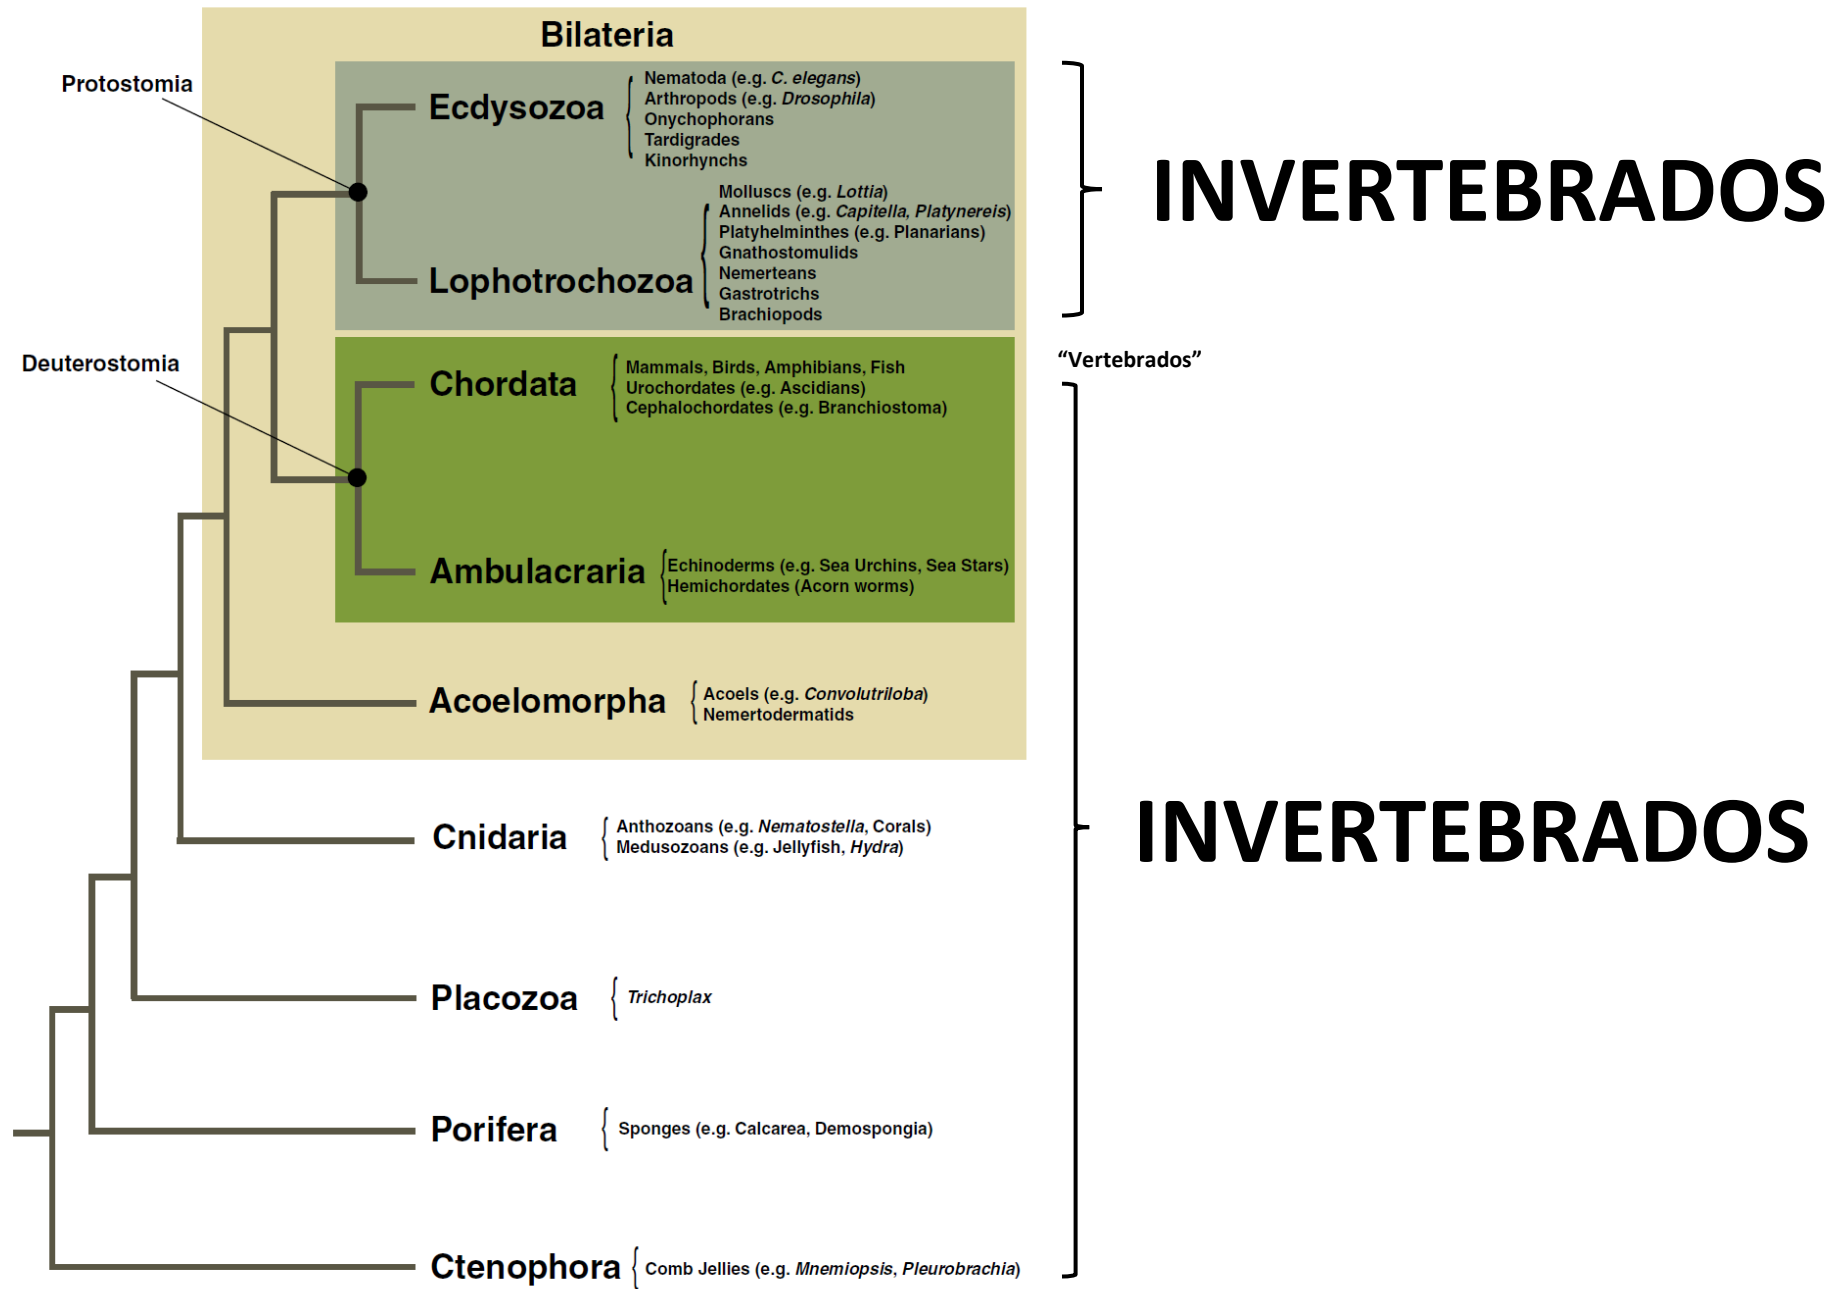 Bilateria
Protostomia
Ecdysozoa
Nematoda (e.g. C. elegans)
Arthropods (e.g. Drosophila)
Onychophorans
Tardigrades
Kinorhynchs
INVERTEBRADOS
Lophotrochozoa
Molluscs (e.g. Lottia)
Annelids (e.g. Capitella, Platynereis)
Platyhelminthes (e.g. Planarians)
Gnathostomulids
Nemerteans
Gastrotrichs
Brachiopods
Deuterostomia
“Vertebrados”
Chordata
Mammals, Birds, Amphibians, Fish
Urochordates (e.g. Ascidians)
Cephalochordates (e.g. Branchiostoma)
Ambulacraria
Echinoderms (e.g. Sea Urchins, Sea Stars)
Hemichordates (Acorn worms)
Acoelomorpha
Acoels (e.g. Convolutriloba)
Nemertodermatids
INVERTEBRADOS
Cnidaria
Anthozoans (e.g. Nematostella, Corals)
Medusozoans (e.g. Jellyfish, Hydra)
Placozoa
Trichoplax
Porifera
Sponges (e.g. Calcarea, Demospongia)
Ctenophora
Comb Jellies (e.g. Mnemiopsis, Pleurobrachia)